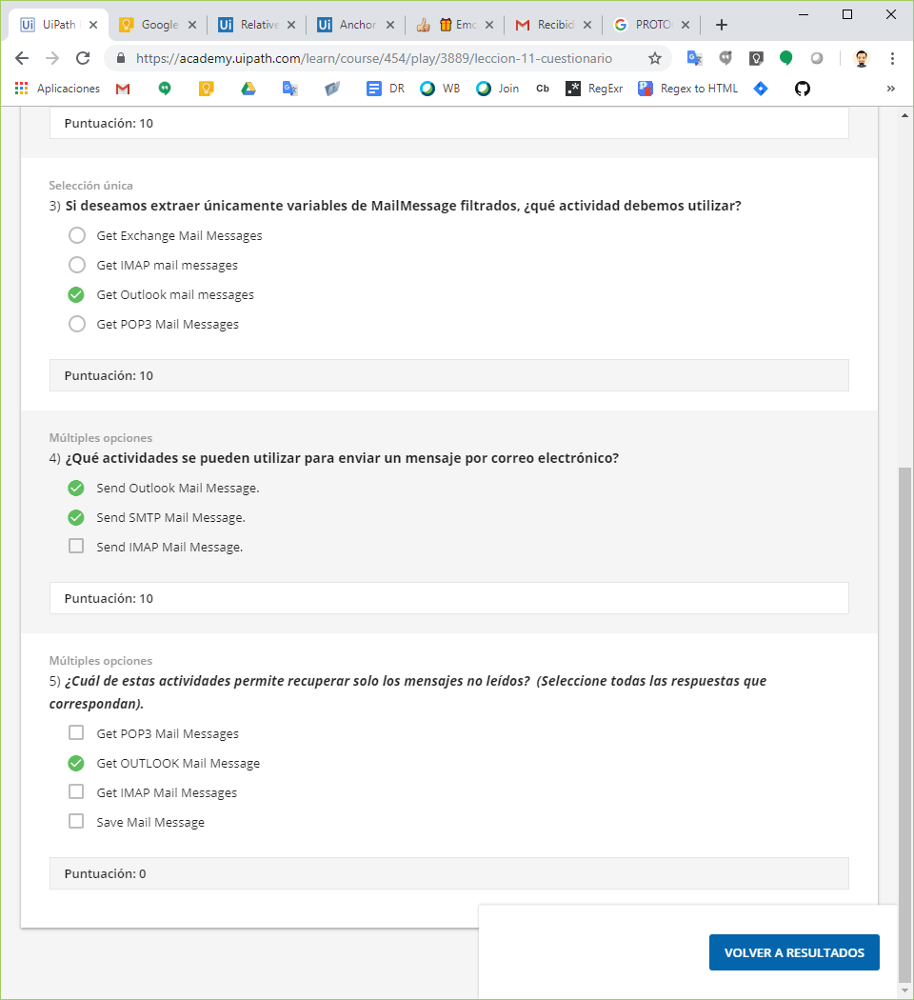 UiPath
Google
Relative
Anchor
Emo
Recibid
PROTO
https://academy.uipath.com/learn/course/454/play/3889/leccion-11-cuestionario
Aplicaciones DR WB Join Cb RegExr Regex to HTML »
Puntuación: 10
Selección única
3) Si deseamos extraer únicamente variables de MailMessage filtrados, ¿qué actividad debemos utilizar?
Get Exchange Mail Messages
Get IMAP mail messages
Get Outlook mail messages
Get POP3 Mail Messages
Puntuación: 10
Múltiples opciones
4) ¿Qué actividades se pueden utilizar para enviar un mensaje por correo electrónico?
Send Outlook Mail Message.
Send SMTP Mail Message.
Send IMAP Mail Message.
Puntuación: 10
Múltiples opciones
5) ¿Cuál de estas actividades permite recuperar solo los mensajes no leídos? (Seleccione todas las respuestas que
correspondan).
Get POP3 Mail Messages
Get OUTLOOK Mail Message
Get IMAP Mail Messages
Save Mail Message
Puntuación: 0
VOLVER A RESULTADOS